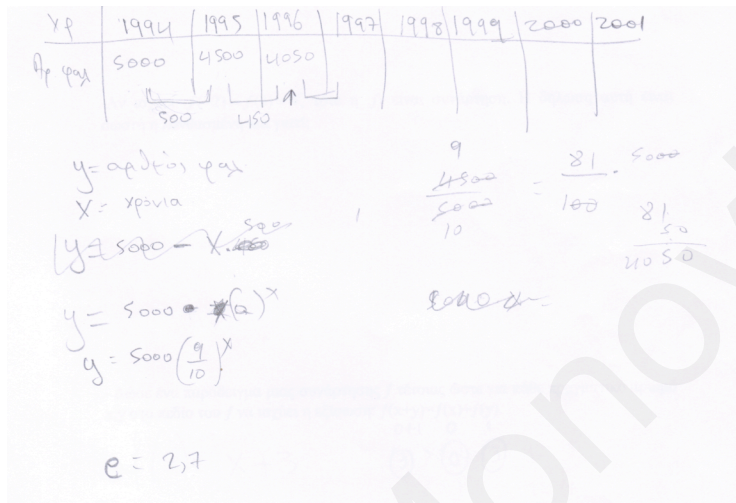 χρ 1994 1995 1996 1997 1998 1999 2000 2001
Αρ φαλ 5000 4500 4050
500 450
y = αριθμός φαλ.
x = χρόνια
y = 5000 - x. 500
y = 5000 · (a)^x
y = 5000 (9/10)^x
e = 2,7
9
4500/5000 = 81/100 · 5000
10
81
50
4050
Monov